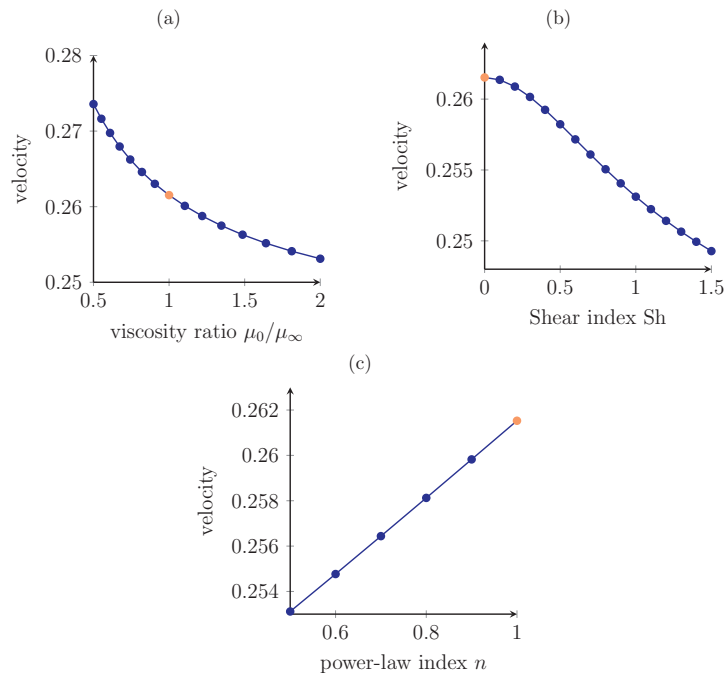 (a)
0.28
0.27
0.26
0.25
velocity
0.5
1
1.5
2
viscosity ratio μ₀/μ∞
(b)
0.26
0.255
0.25
velocity
0
0.5
1
1.5
Shear index Sh
(c)
0.262
0.26
0.258
0.256
0.254
velocity
0.6
0.8
1
power-law index n